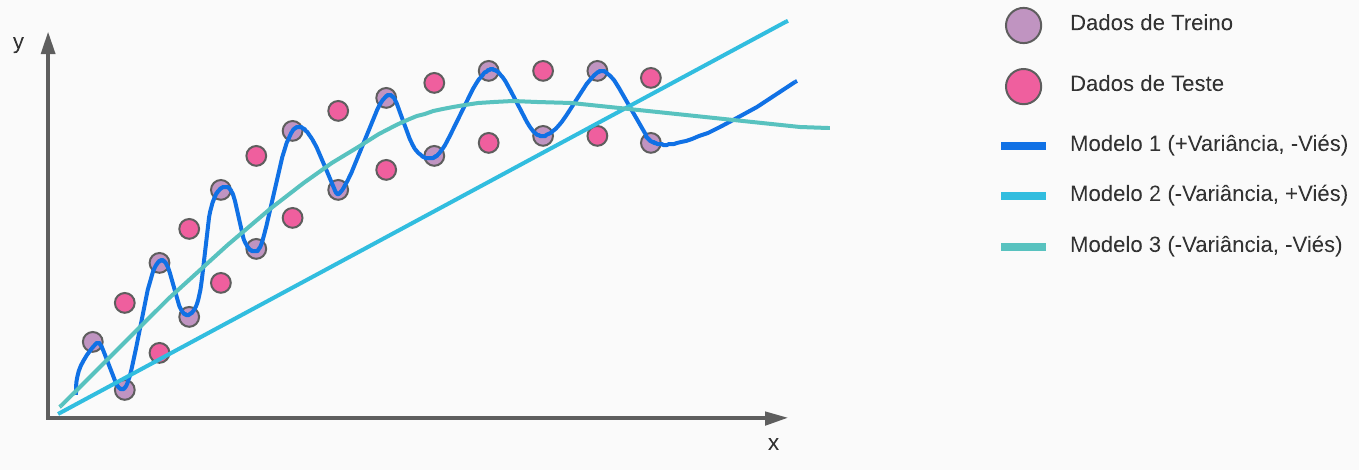 y
x
Dados de Treino
Dados de Teste
Modelo 1 (+Variância, -Viés)
Modelo 2 (-Variância, +Viés)
Modelo 3 (-Variância, -Viés)